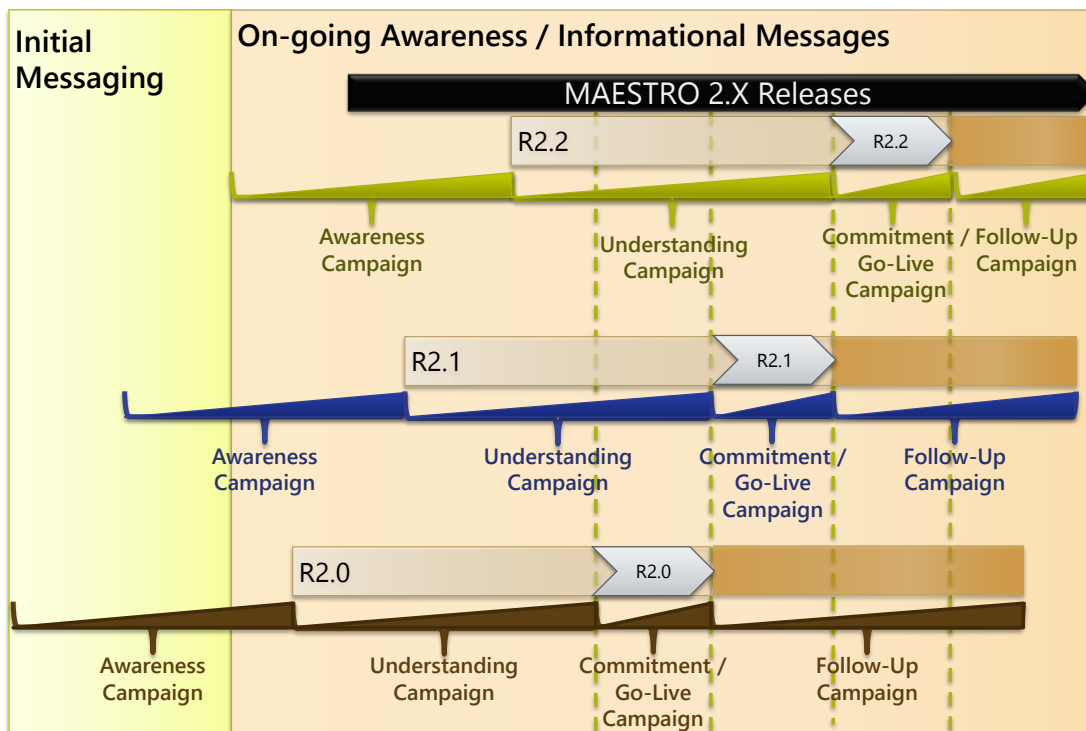 Initial
Messaging
On-going Awareness / Informational Messages
MAESTRO 2.X Releases
R2.2
R2.2
Awareness
Campaign
Understanding
Campaign
Commitment /
Go-Live
Campaign
Follow-Up
Campaign
R2.1
R2.1
Awareness
Campaign
Understanding
Campaign
Commitment /
Go-Live
Campaign
Follow-Up
Campaign
R2.0
R2.0
Awareness
Campaign
Understanding
Campaign
Commitment /
Go-Live
Campaign
Follow-Up
Campaign